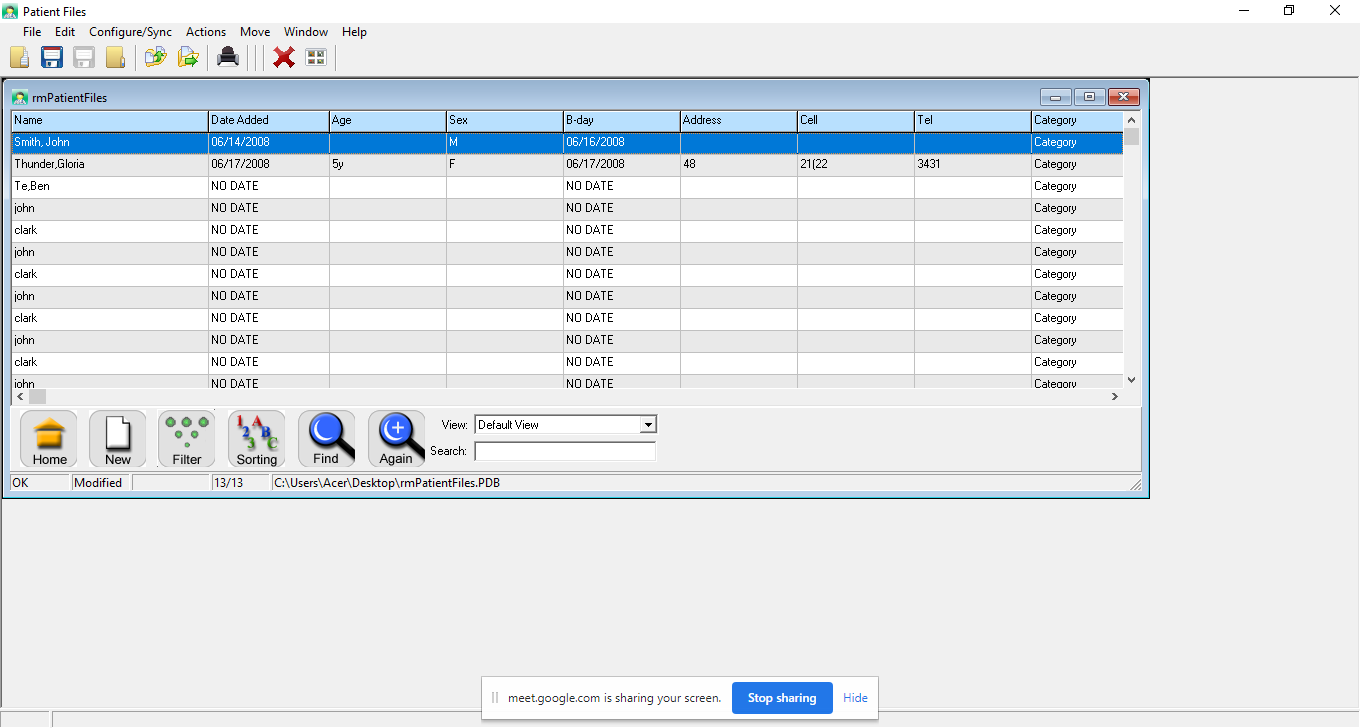 Patient Files
File Edit Configure/Sync Actions Move Window Help
rmPatientFiles
Name Date Added Age Sex B-day Address Cell Tel Category
Smith, John 06/14/2008 M 06/16/2008 Category
Thunder,Gloria 06/17/2008 5y F 06/17/2008 48 21(22 3431 Category
Te,Ben NO DATE NO DATE Category
john NO DATE NO DATE Category
clark NO DATE NO DATE Category
john NO DATE NO DATE Category
clark NO DATE NO DATE Category
john NO DATE NO DATE Category
clark NO DATE NO DATE Category
john NO DATE NO DATE Category
clark NO DATE NO DATE Category
john NO DATE NO DATE Category
Home New Filter Sorting Find Again
View: Default View
Search:
OK Modified 13/13 C:\Users\Acer\Desktop\rmPatientFiles.PDB
meet.google.com is sharing your screen. Stop sharing Hide